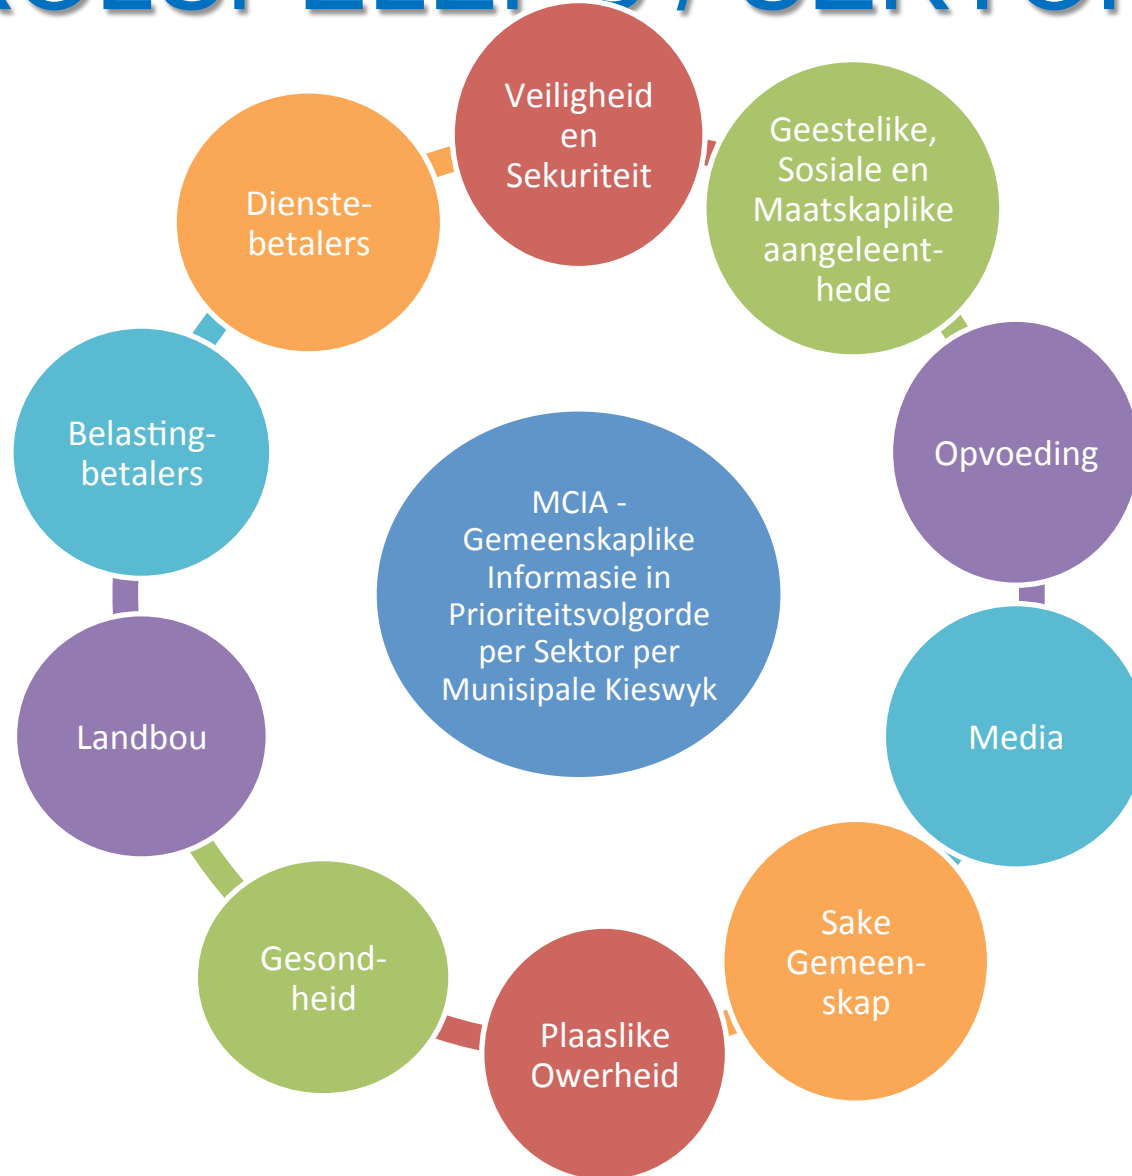 Veiligheid
en
Sekuriteit
Geestelike,
Sosiale en
Maatskaplike
aangeleent-
hede
Opvoeding
Media
Sake
Gemeen-
skap
Plaaslike
Owerheid
Gesond-
heid
Landbou
Belasting-
betalers
Dienste-
betalers
MCIA -
Gemeenskaplike
Informasie in
Prioriteitsvolgorde
per Sektor per
Munisipale Kieswyk